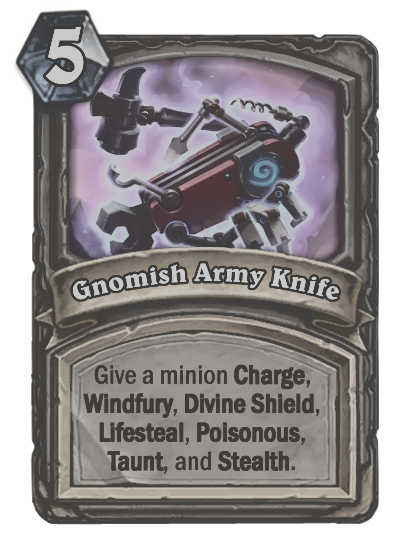 5
Gnomish Army Knife
Give a minion Charge,
Windfury, Divine Shield,
Lifesteal, Poisonous,
Taunt, and Stealth.